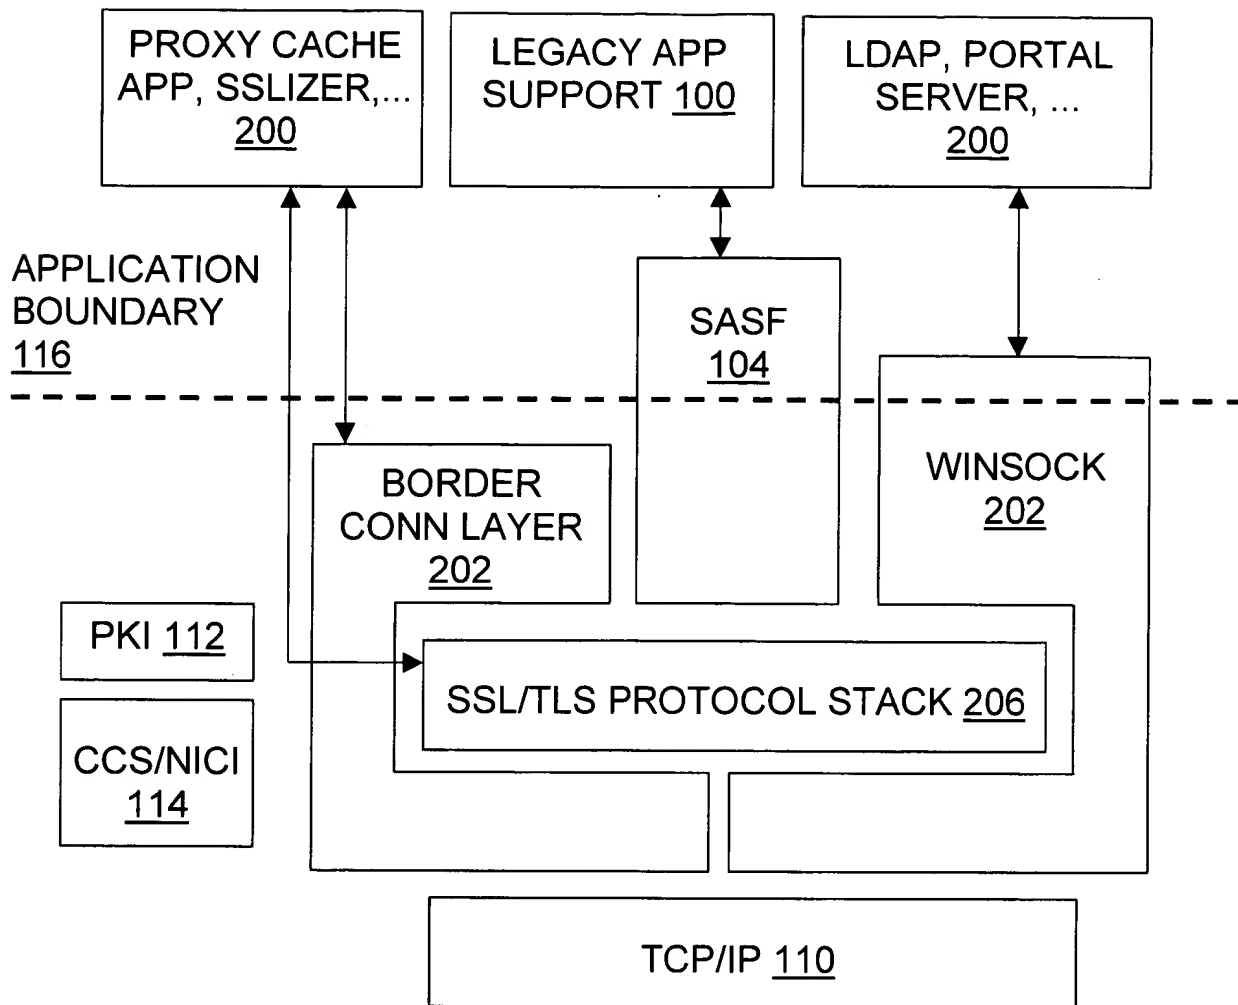 PROXY CACHE
APP, SSLIZER,...
200
LEGACY APP
SUPPORT 100
LDAP, PORTAL
SERVER, ...
200
APPLICATION
BOUNDARY
116
SASF
104
BORDER
CONN LAYER
202
WINSOCK
202
PKI 112
SSL/TLS PROTOCOL STACK 206
CCS/NICI
114
TCP/IP 110